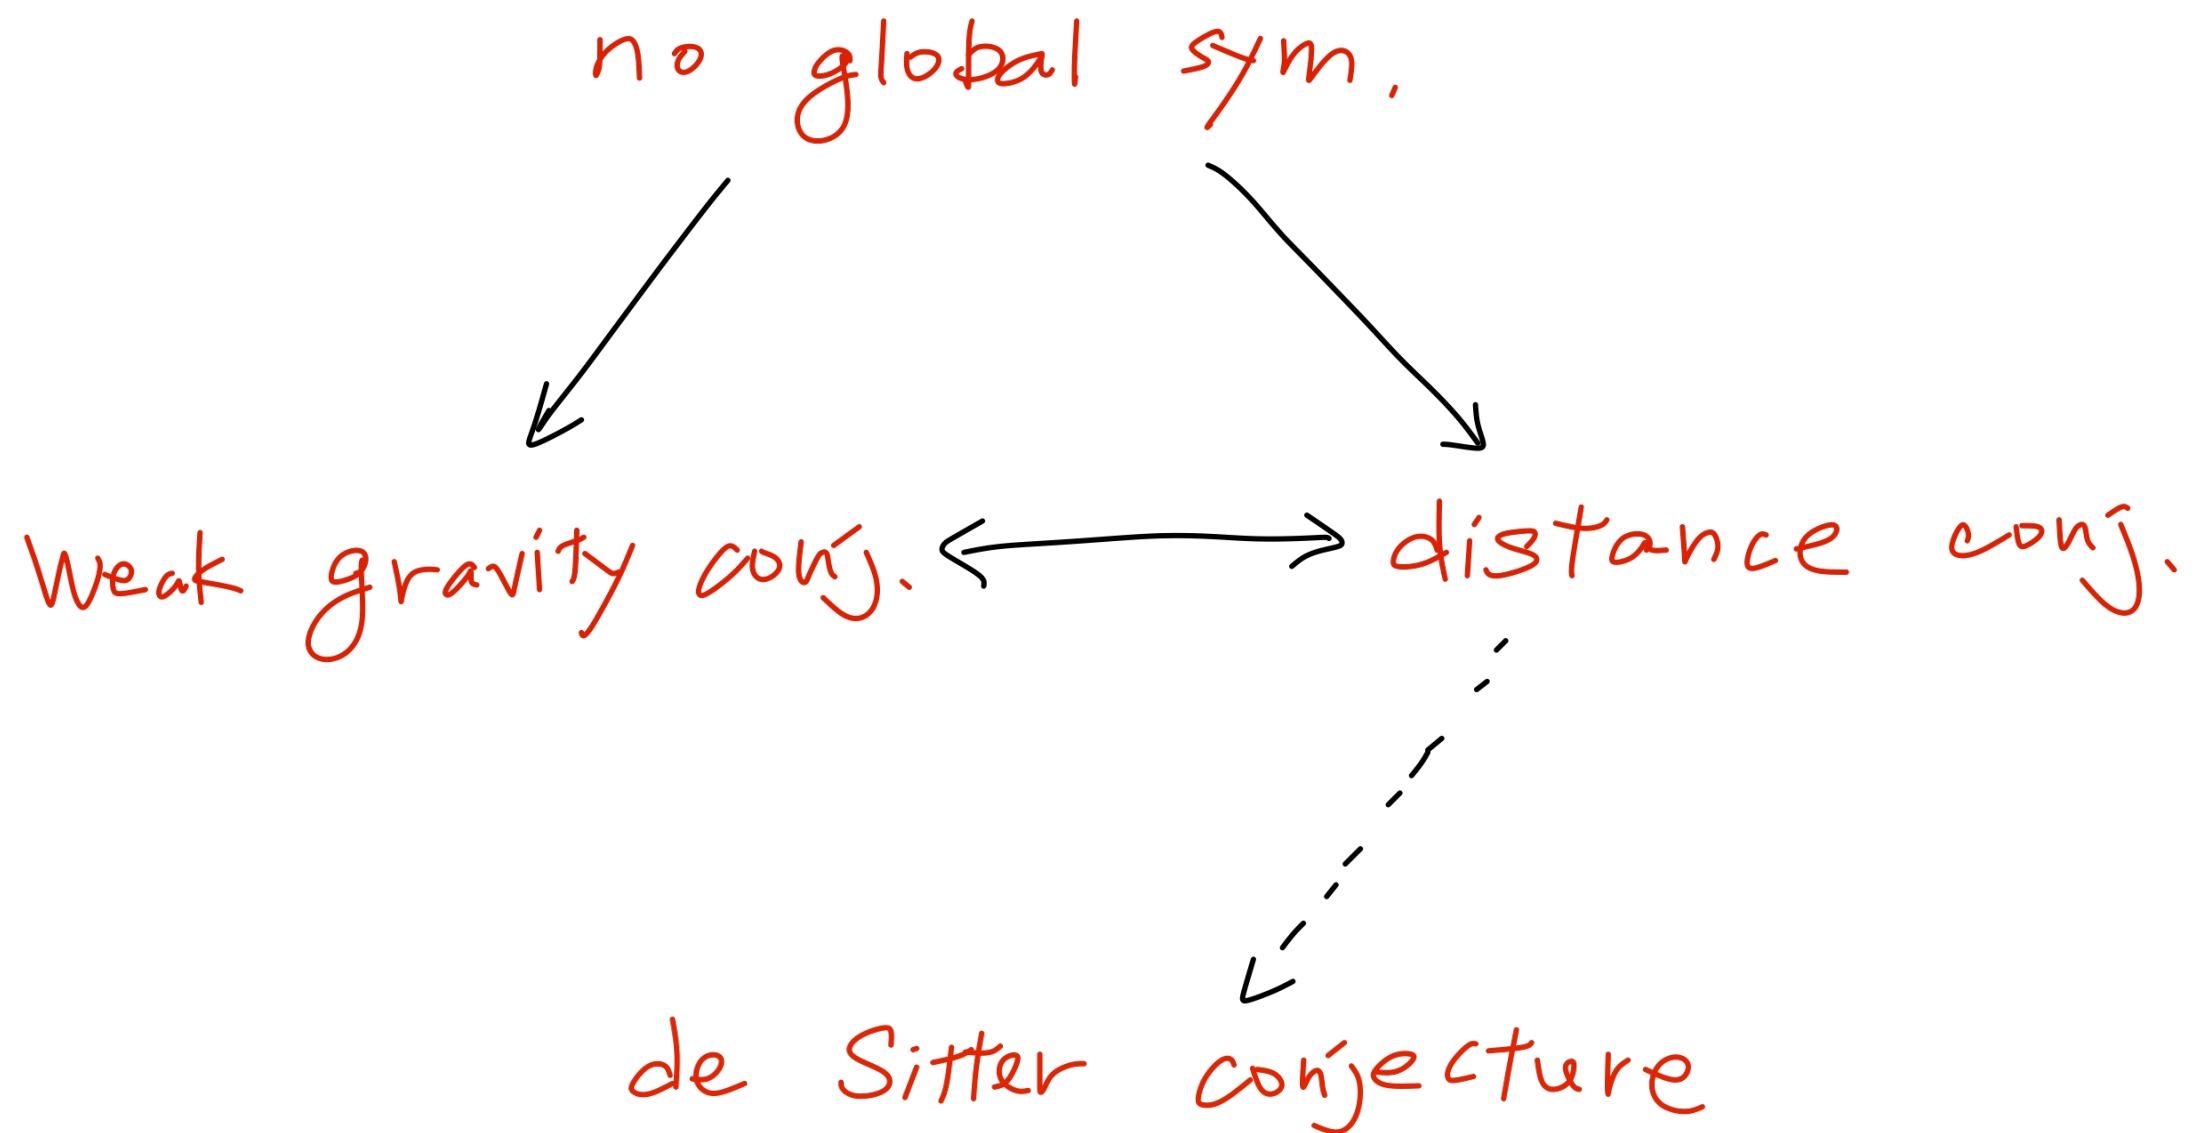 no global sym.
Weak gravity conj.
distance conj.
de Sitter conjecture